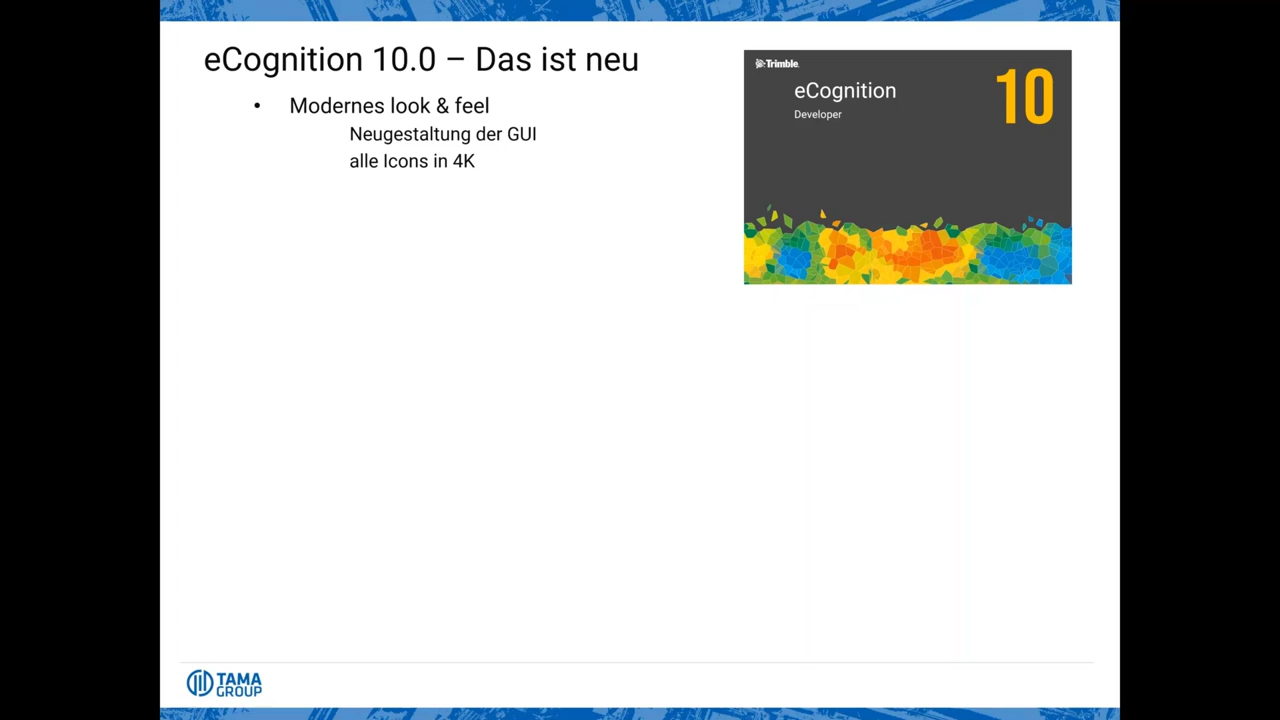 eCognition 10.0 – Das ist neu
• Modernes look & feel
Neugestaltung der GUI
alle Icons in 4K
Trimble.
eCognition
Developer
10
TAMA
GROUP